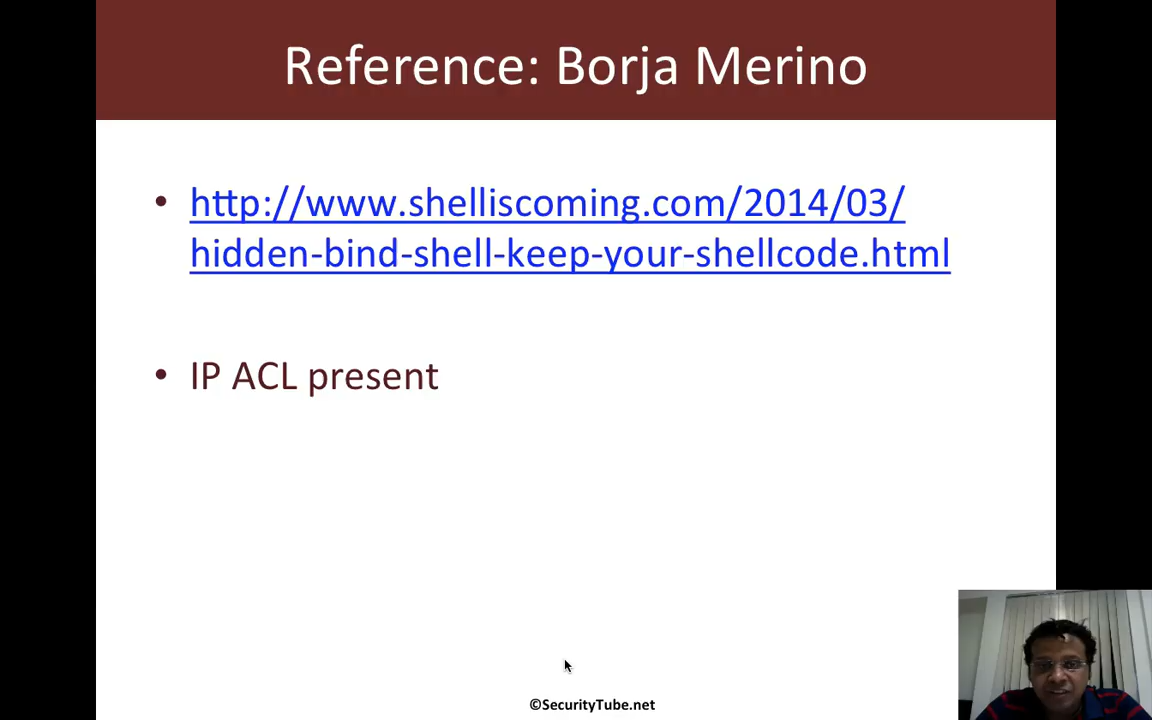 Reference: Borja Merino
• http://www.shelliscoming.com/2014/03/
hidden-bind-shell-keep-your-shellcode.html
• IP ACL present
©SecurityTube.net